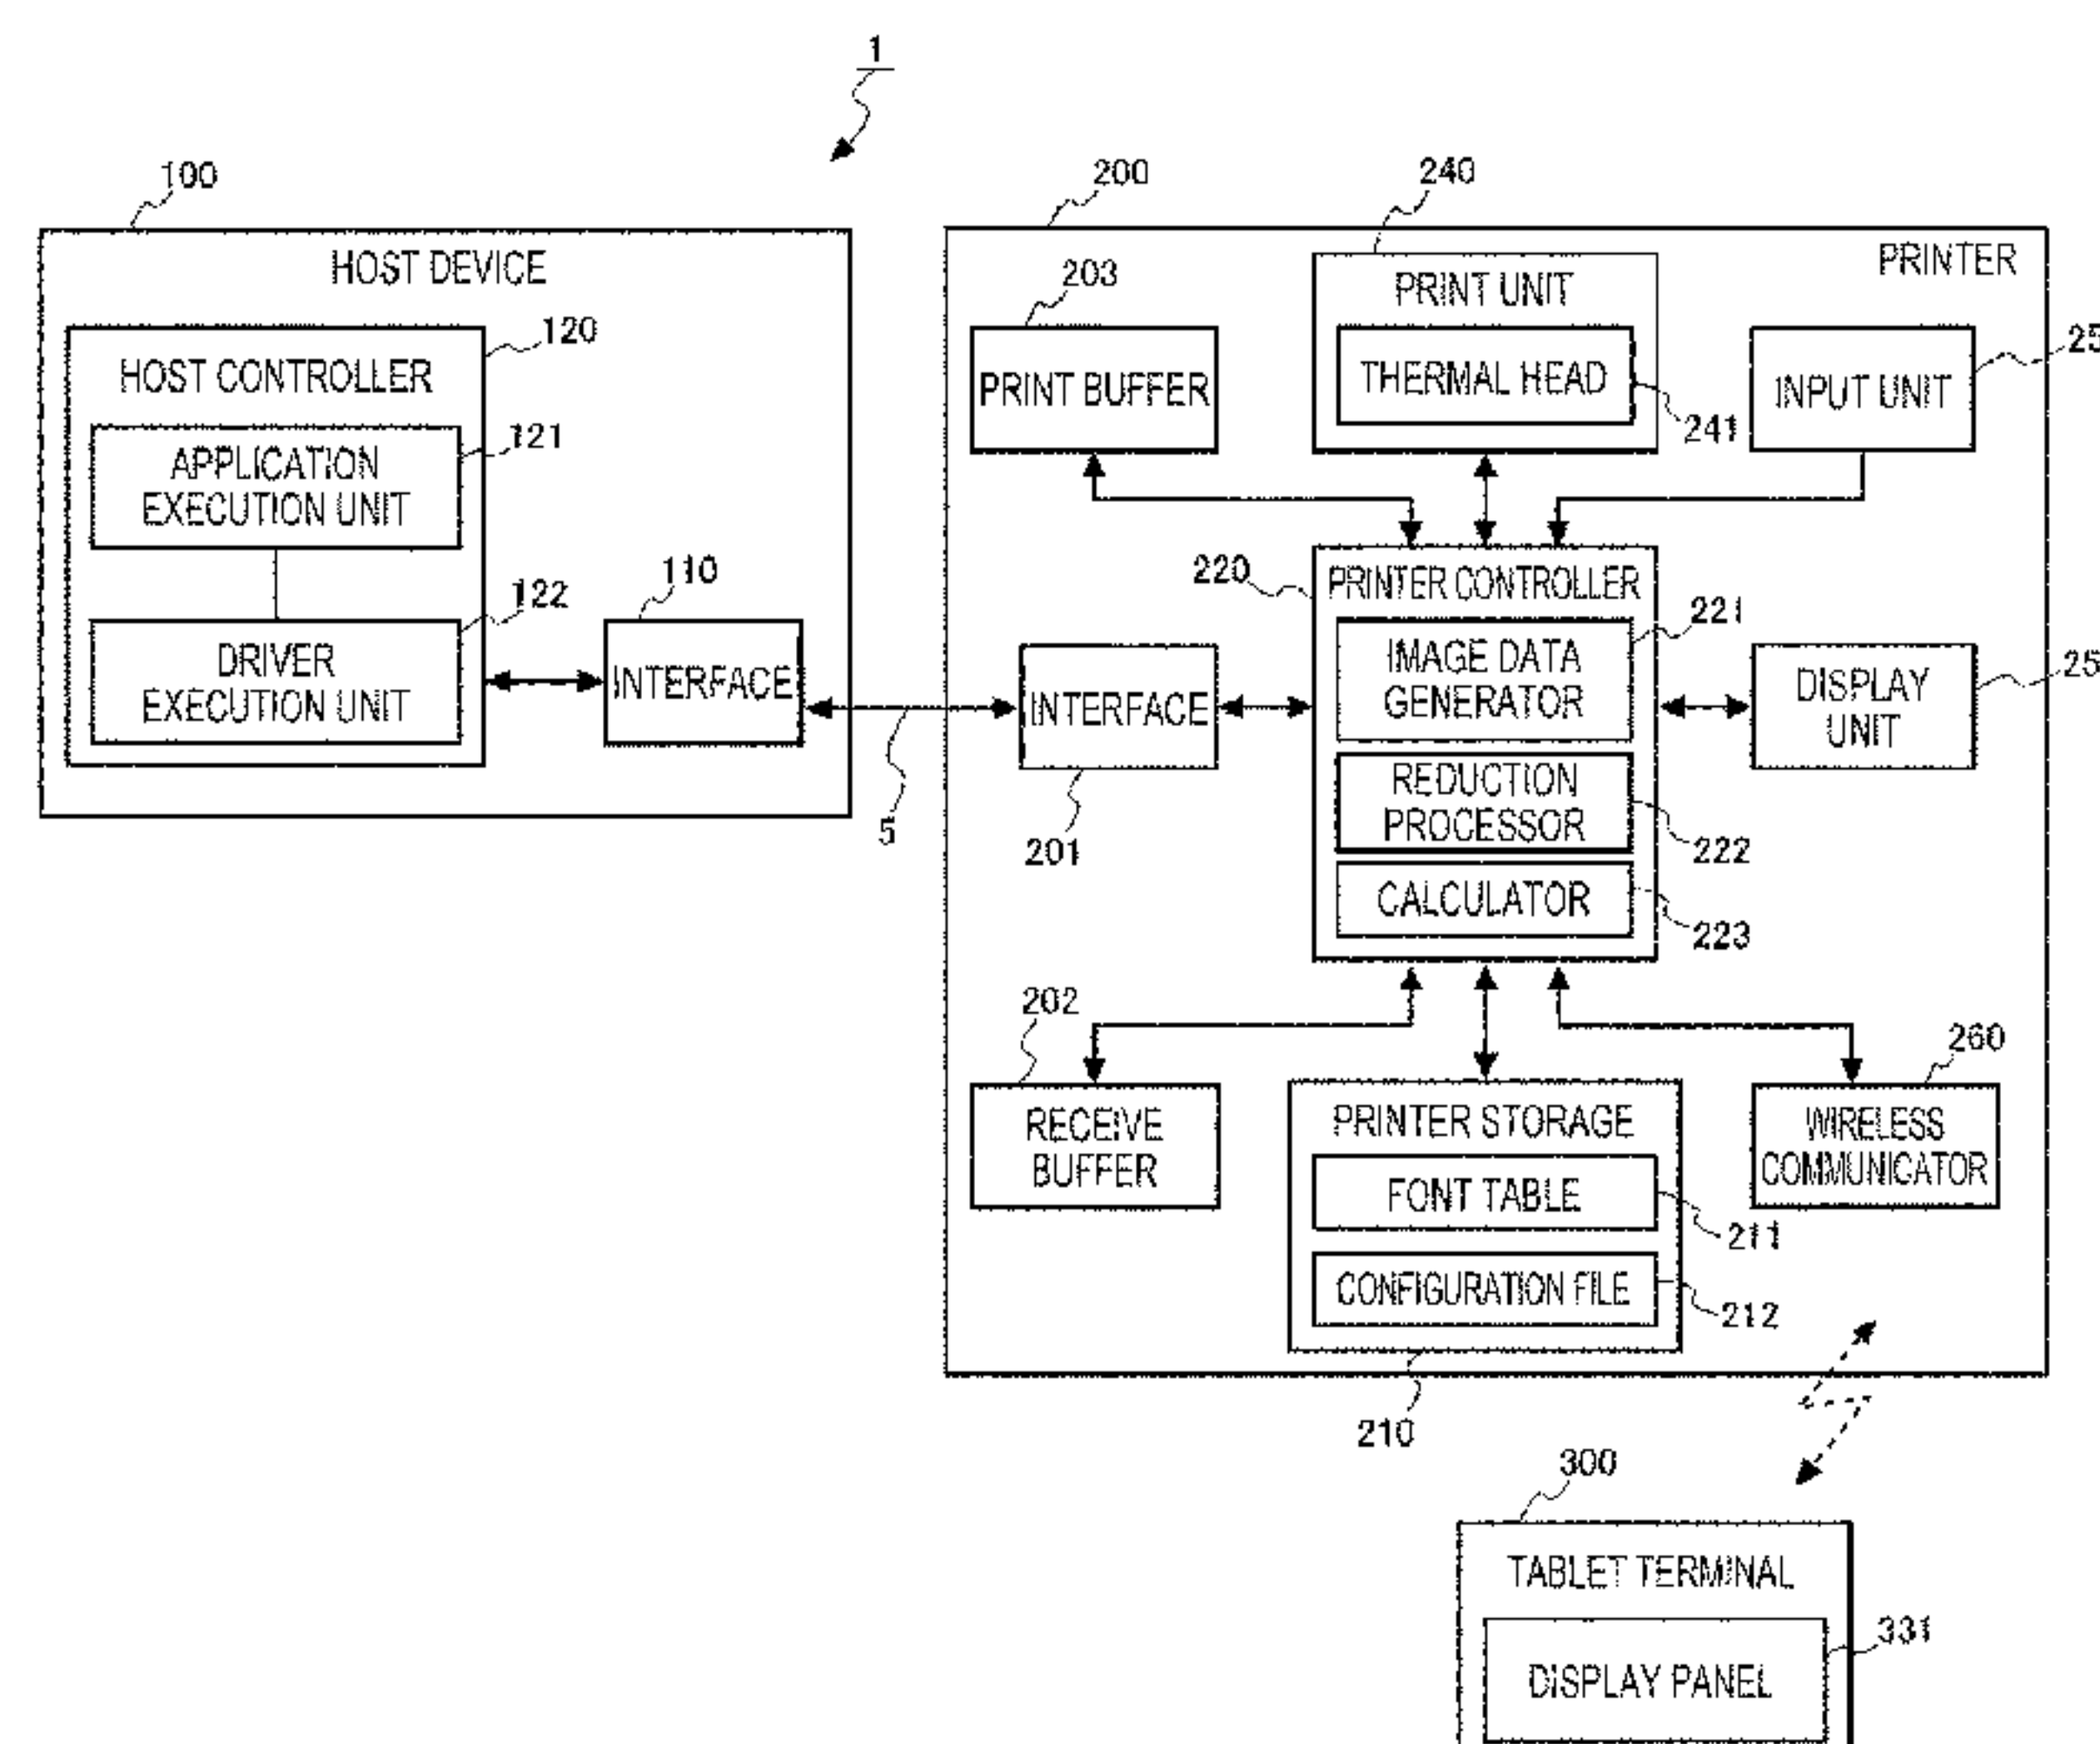 1
100
HOST DEVICE
120
HOST CONTROLLER
121
APPLICATION
EXECUTION UNIT
122
DRIVER
EXECUTION UNIT
110
INTERFACE
5
200
PRINTER
203
PRINT BUFFER
240
PRINT UNIT
THERMAL HEAD
241
INPUT UNIT
25
220
PRINTER CONTROLLER
221
IMAGE DATA
GENERATOR
REDUCTION
PROCESSOR
222
CALCULATOR
223
INTERFACE
201
DISPLAY
UNIT
25
202
RECEIVE
BUFFER
PRINTER STORAGE
FONT TABLE
211
CONFIGURATION FILE
212
210
260
WIRELESS
COMMUNICATOR
300
TABLET TERMINAL
331
DISPLAY PANEL